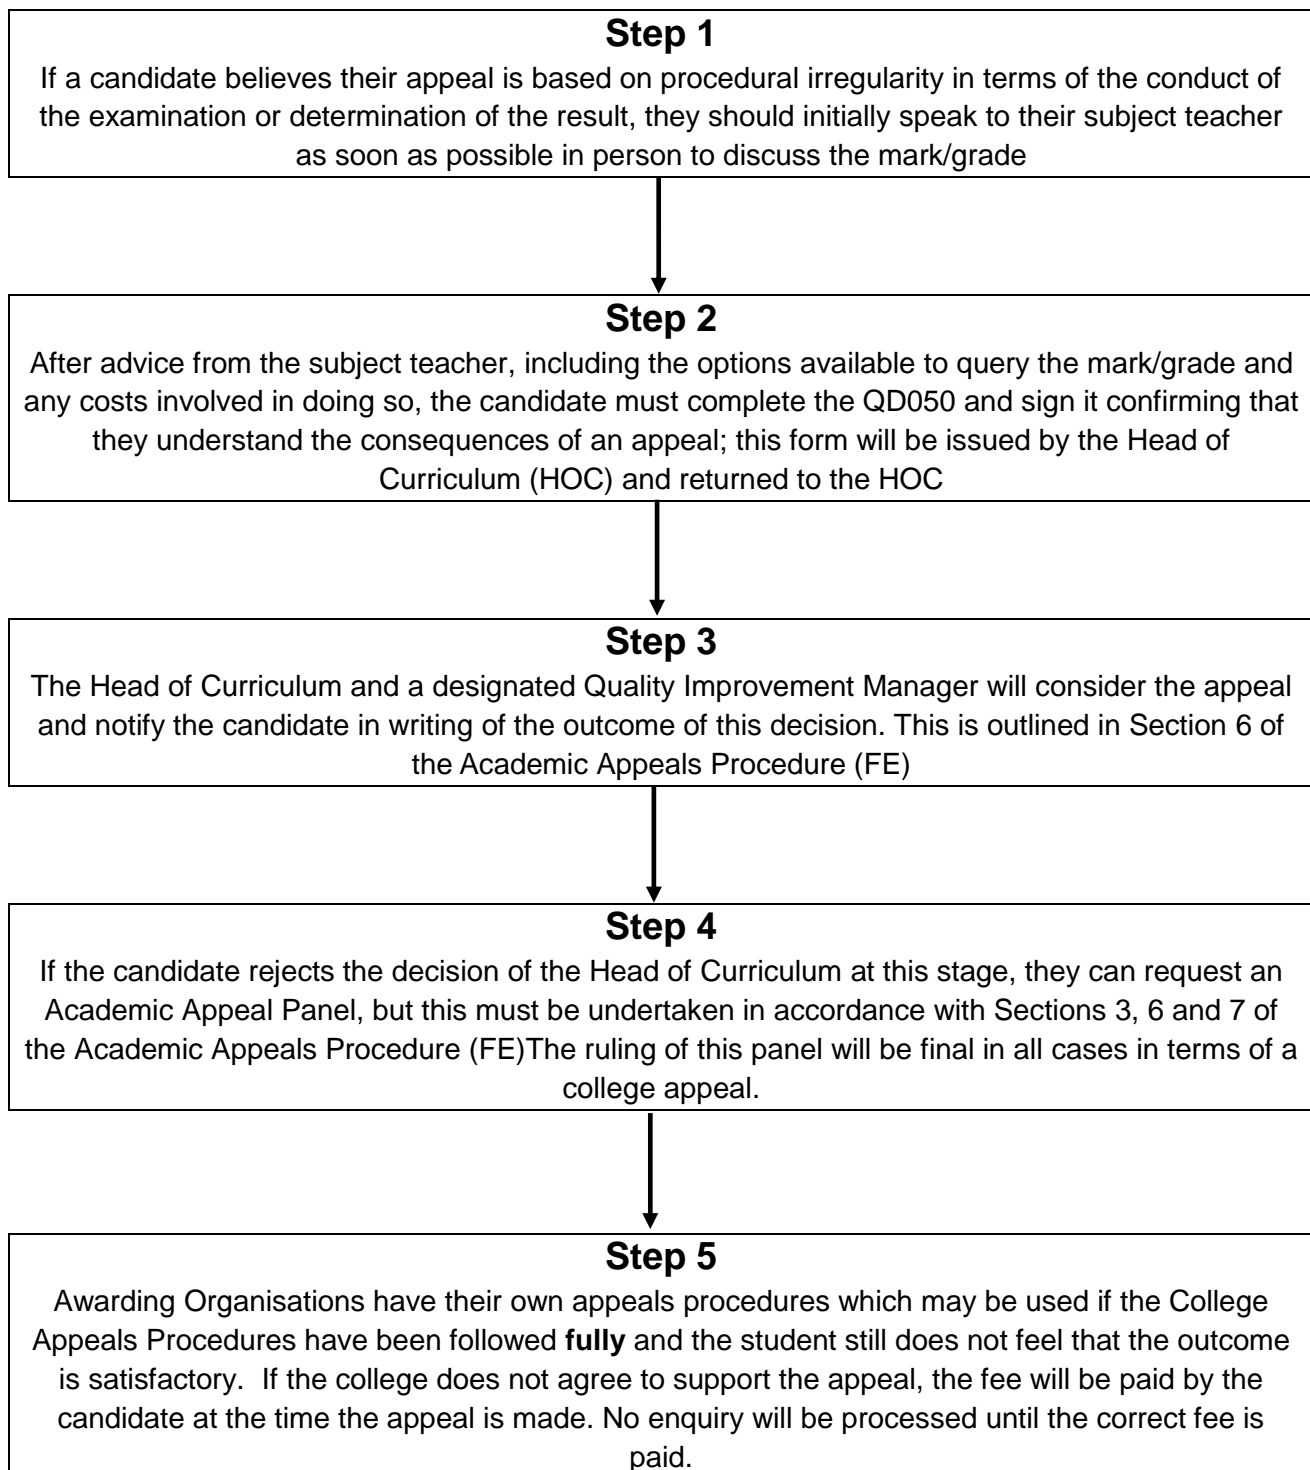 Step 1
If a candidate believes their appeal is based on procedural irregularity in terms of the conduct of
the examination or determination of the result, they should initially speak to their subject teacher
as soon as possible in person to discuss the mark/grade
Step 2
After advice from the subject teacher, including the options available to query the mark/grade and
any costs involved in doing so, the candidate must complete the QD050 and sign it confirming that
they understand the consequences of an appeal; this form will be issued by the Head of
Curriculum (HOC) and returned to the HOC
Step 3
The Head of Curriculum and a designated Quality Improvement Manager will consider the appeal
and notify the candidate in writing of the outcome of this decision. This is outlined in Section 6 of
the Academic Appeals Procedure (FE)
Step 4
If the candidate rejects the decision of the Head of Curriculum at this stage, they can request an
Academic Appeal Panel, but this must be undertaken in accordance with Sections 3, 6 and 7 of
the Academic Appeals Procedure (FE)The ruling of this panel will be final in all cases in terms of a
college appeal.
Step 5
Awarding Organisations have their own appeals procedures which may be used if the College
Appeals Procedures have been followed fully and the student still does not feel that the outcome
is satisfactory.  If the college does not agree to support the appeal, the fee will be paid by the
candidate at the time the appeal is made. No enquiry will be processed until the correct fee is
paid.